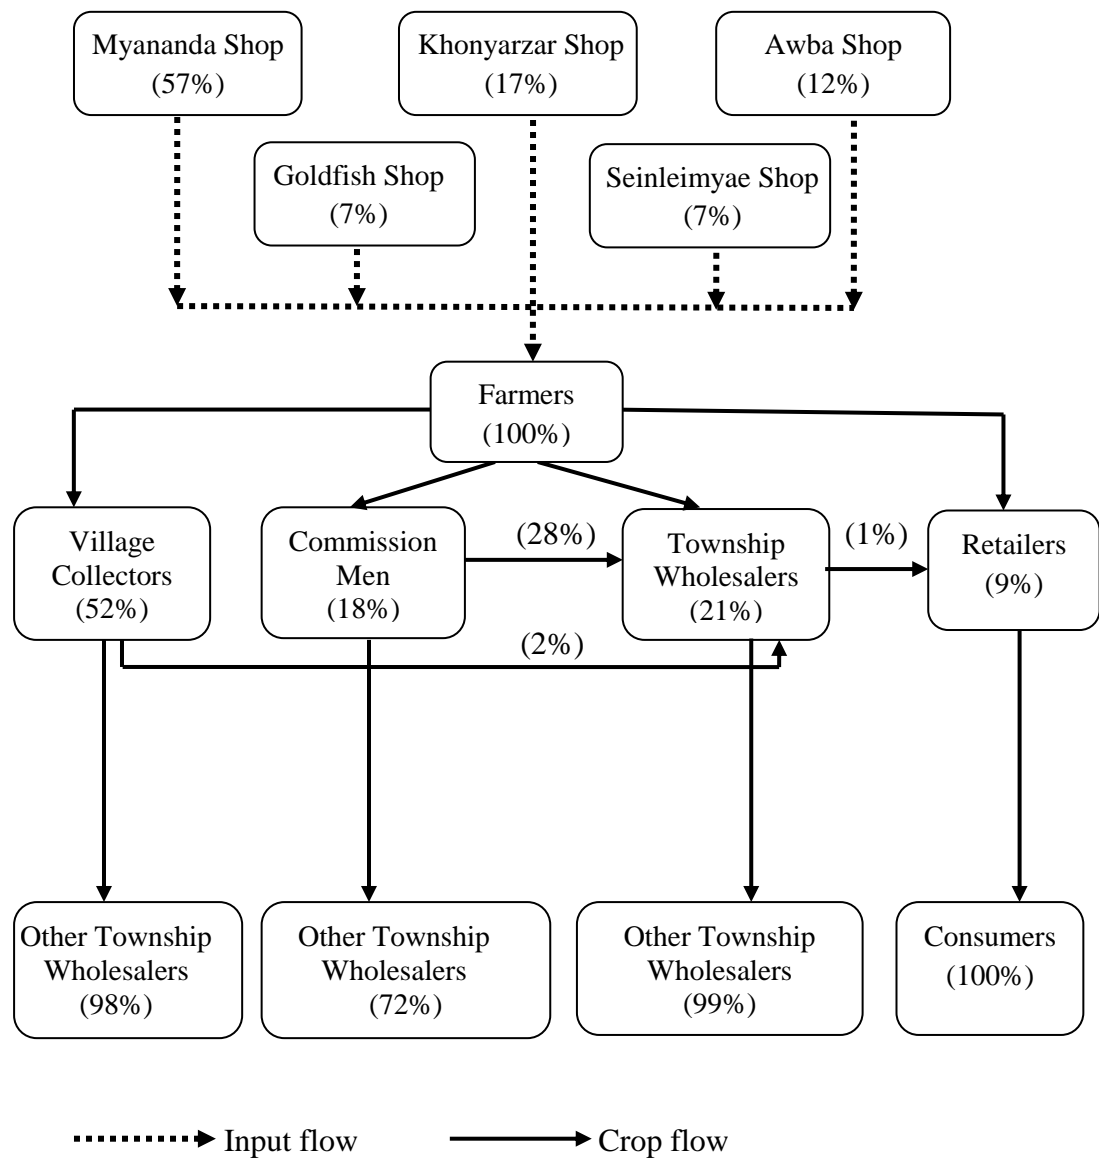 Myananda Shop
(57%)
Khonyarzar Shop
(17%)
Awba Shop
(12%)
Goldfish Shop
(7%)
Seinleimyae Shop
(7%)
Farmers
(100%)
Village
Collectors
(52%)
Commission
Men
(18%)
(28%)
Township
Wholesalers
(21%)
(1%)
Retailers
(9%)
(2%)
Other Township
Wholesalers
(98%)
Other Township
Wholesalers
(72%)
Other Township
Wholesalers
(99%)
Consumers
(100%)
Input flow
Crop flow